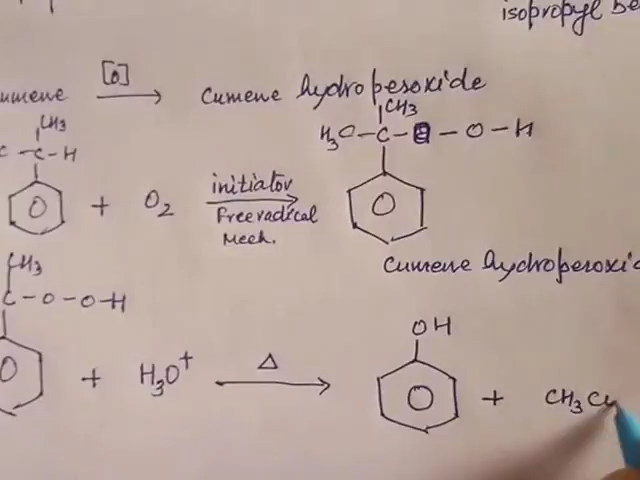 isopropyl be
umene [O] → Cumene hydroperoxide
CH3
CH3
C - C - H
H3C - C - O - O - H
+ O2 initiator
Free radical
Mech.
Cumene hydroperoxid
CH3
C - O - O - H
OH
+ H3O+ Δ → + CH3C